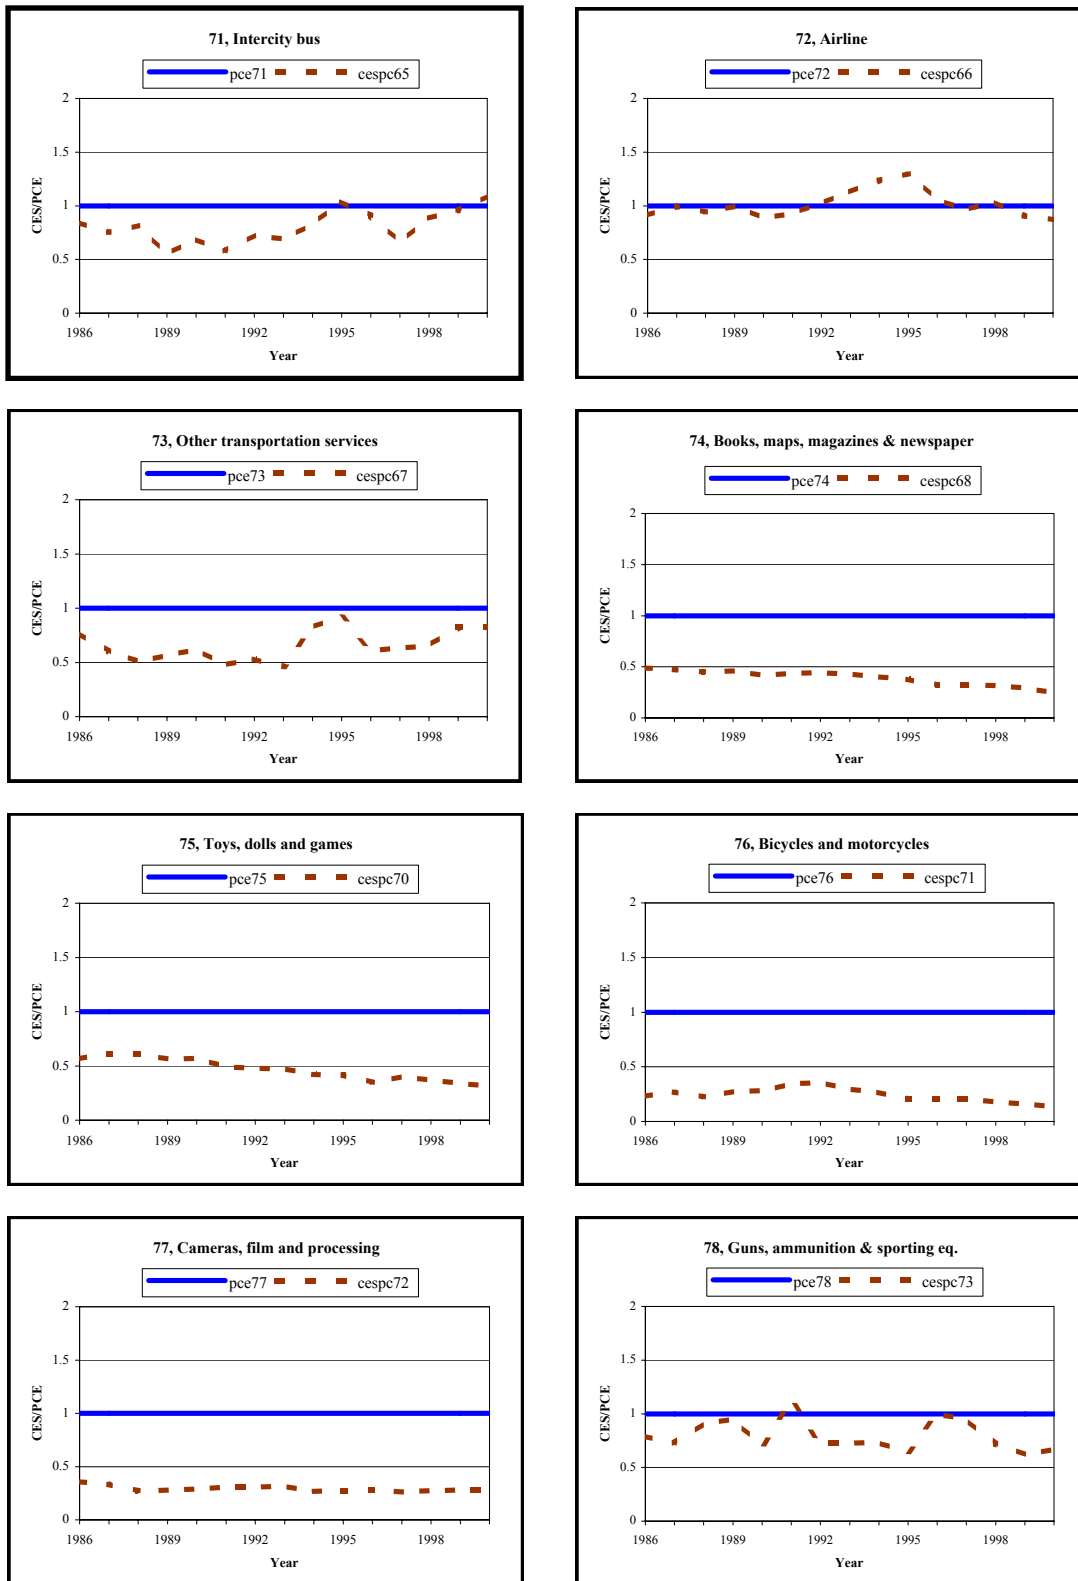 71, Intercity bus
pce71 cespc65
2
1.5
1
0.5
0
CES/PCE
1986 1989 1992 1995 1998
Year
72, Airline
pce72 cespc66
2
1.5
1
0.5
0
CES/PCE
1986 1989 1992 1995 1998
Year
73, Other transportation services
pce73 cespc67
2
1.5
1
0.5
0
CES/PCE
1986 1989 1992 1995 1998
Year
74, Books, maps, magazines & newspaper
pce74 cespc68
2
1.5
1
0.5
0
CES/PCE
1986 1989 1992 1995 1998
Year
75, Toys, dolls and games
pce75 cespc70
2
1.5
1
0.5
0
CES/PCE
1986 1989 1992 1995 1998
Year
76, Bicycles and motorcycles
pce76 cespc71
2
1.5
1
0.5
0
CES/PCE
1986 1989 1992 1995 1998
Year
77, Cameras, film and processing
pce77 cespc72
2
1.5
1
0.5
0
CES/PCE
1986 1989 1992 1995 1998
Year
78, Guns, ammunition & sporting eq.
pce78 cespc73
2
1.5
1
0.5
0
CES/PCE
1986 1989 1992 1995 1998
Year